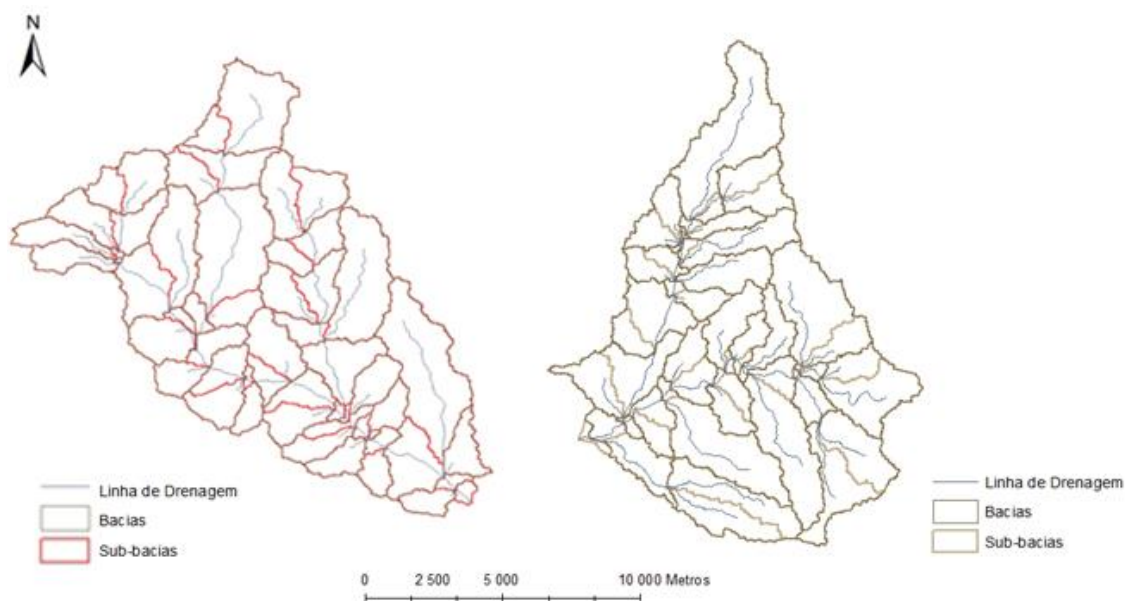 N
Linha de Drenagem
Bacias
Sub-bacias
Linha de Drenagem
Bacias
Sub-bacias
0 2 500 5 000 10 000 Metros